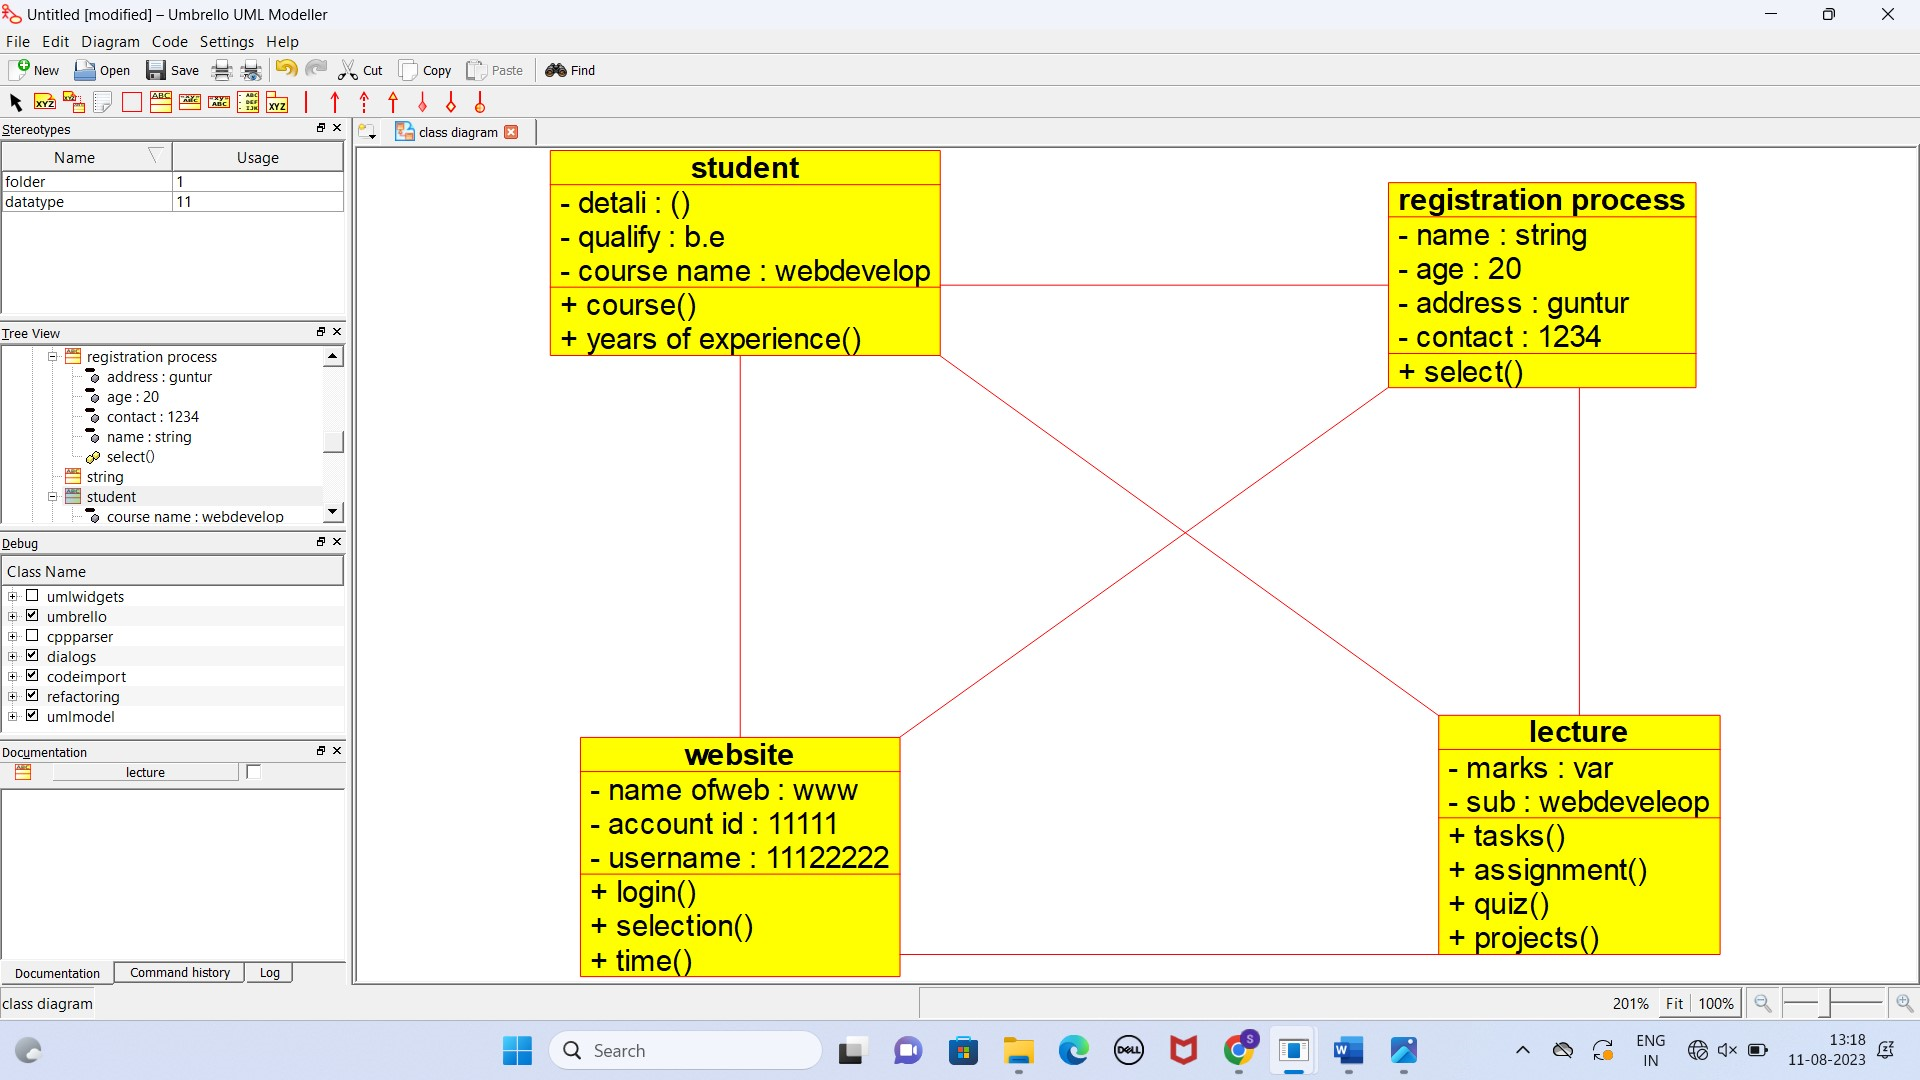 Untitled [modified] – Umbrello UML Modeller
File Edit Diagram Code Settings Help
New Open Save Cut Copy Paste Find
Stereotypes
Name Usage
folder 1
datatype 11
Tree View
registration process
address : guntur
age : 20
contact : 1234
name : string
select()
string
student
course name : webdevelop
Debug
Class Name
umlwidgets
umbrello
cppparser
dialogs
codeimport
refactoring
umlmodel
Documentation
lecture
Documentation Command history Log
class diagram
class diagram
student
- detali : ()
- qualify : b.e
- course name : webdevelop
+ course()
+ years of experience()
registration process
- name : string
- age : 20
- address : guntur
- contact : 1234
+ select()
website
- name ofweb : www
- account id : 11111
- username : 11122222
+ login()
+ selection()
+ time()
lecture
- marks : var
- sub : webdeveleop
+ tasks()
+ assignment()
+ quiz()
+ projects()
201% Fit 100%
Search
DELL
S
W
ENG
IN
13:18
11-08-2023